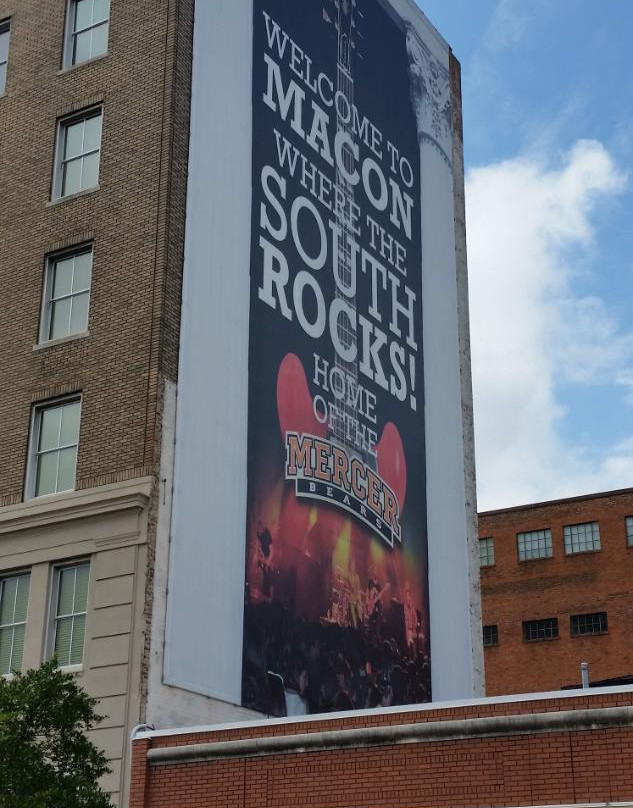 WELCOME TO
MACON
WHERE THE
SOUTH
ROCKS!
HOME
OF THE
MERCER
BEARS